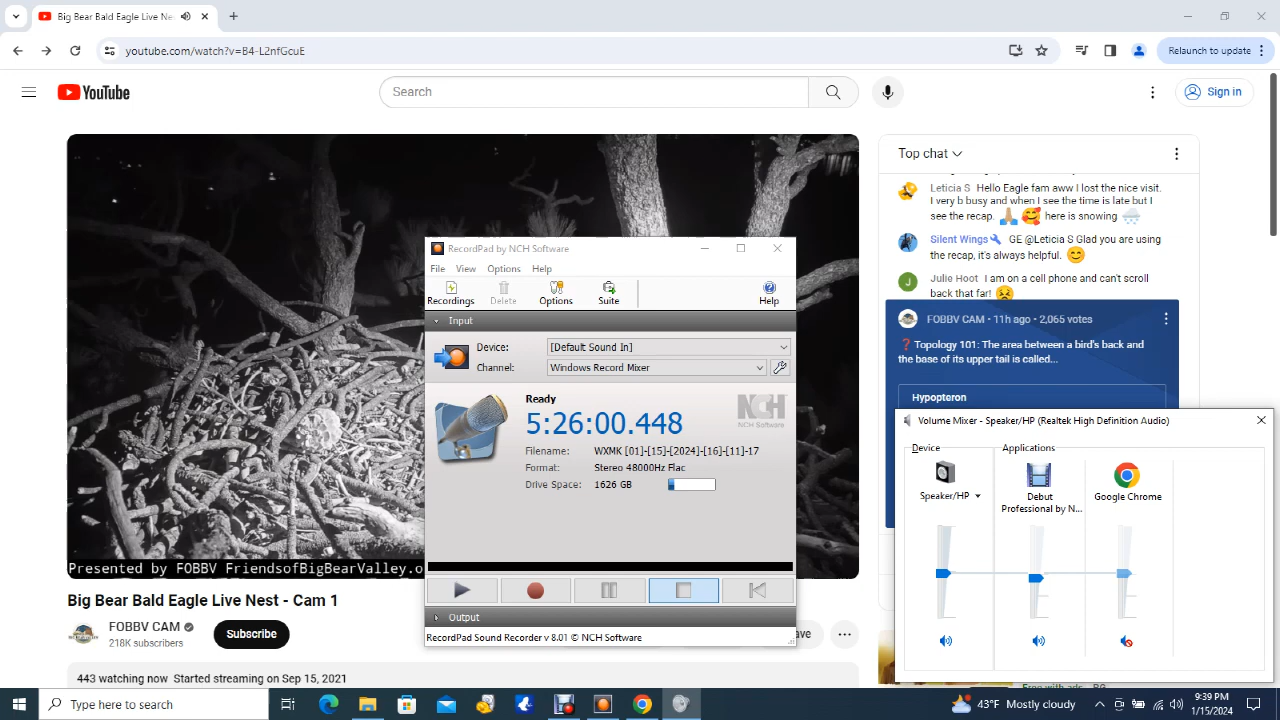 Big Bear Bald Eagle Live Ne
youtube.com/watch?v=B4-L2nfGcuE
Relaunch to update
YouTube
Search
Sign in
Top chat
Leticia S Hello Eagle fam aww I lost the nice visit.
I very b busy and when I see the time is late but I
see the recap. 🙏🏼 🥰 here is snowing 🌨️
Silent Wings GE @Leticia S Glad you are using
the recap, it's always helpful. 😊
Julie Hoot I am on a cell phone and can't scroll
back that far! 😣
FOBBV CAM • 11h ago • 2,065 votes
❓Topology 101: The area between a bird's back and
the base of its upper tail is called...
Hypopteron
RecordPad by NCH Software
File View Options Help
Recordings Delete Options Suite Help
Input
Device: [Default Sound In]
Channel: Windows Record Mixer
Ready
5:26:00.448
NCH Software
Filename: WXMK [01]-[15]-[2024]-[16]-[11]-17
Format: Stereo 48000Hz Flac
Drive Space: 1626 GB
Output
RecordPad Sound Recorder v 8.01 © NCH Software
Volume Mixer - Speaker/HP (Realtek High Definition Audio)
Device
Applications
Speaker/HP
Debut
Professional by N...
Google Chrome
Presented by FOBBV FriendsofBigBearValley.o
Big Bear Bald Eagle Live Nest - Cam 1
FOBBV CAM
218K subscribers
Subscribe
ave
443 watching now Started streaming on Sep 15, 2021
Free with ads PG
Type here to search
43°F Mostly cloudy
9:39 PM
1/15/2024